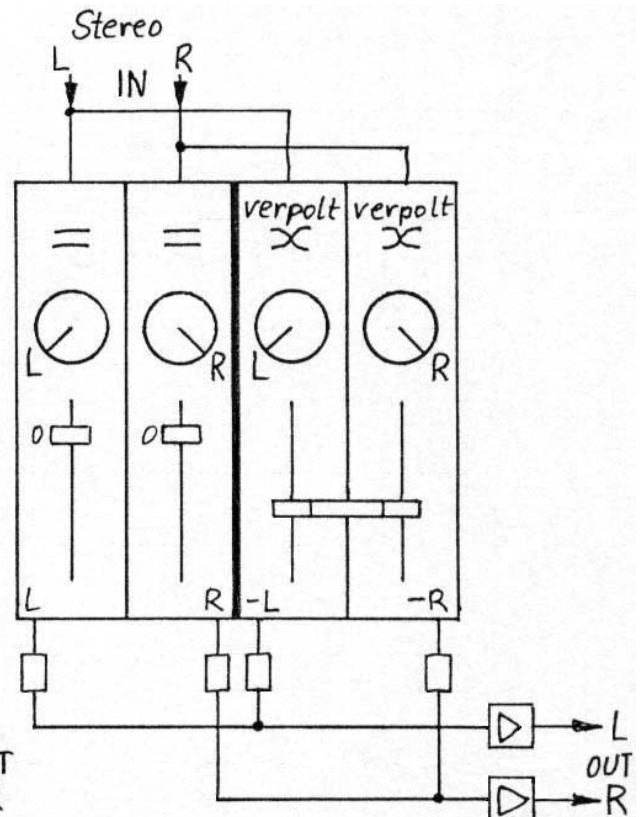 Stereo
L R
IN
verpolt verpolt
L R L R
0 0
L R -L -R
L
OUT
R
T